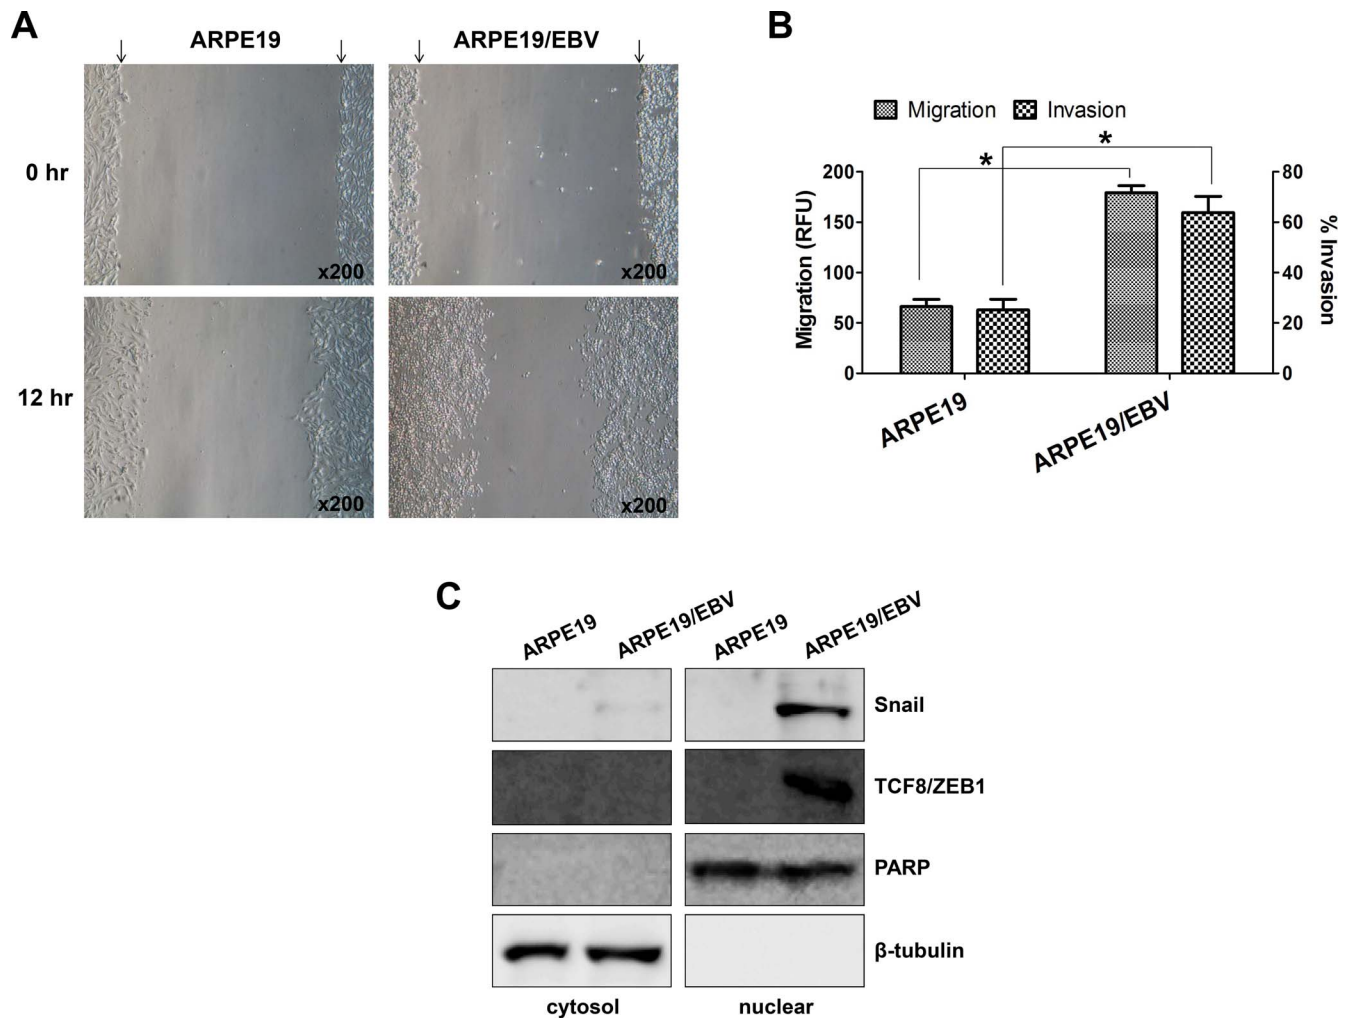 A
ARPE19
ARPE19/EBV
0 hr
x200
x200
12 hr
x200
x200
B
Migration
Invasion
*
*
Migration (RFU)
200
150
100
50
0
80
60
40
20
0
% Invasion
ARPE19
ARPE19/EBV
C
ARPE19
ARPE19/EBV
ARPE19
ARPE19/EBV
Snail
TCF8/ZEB1
PARP
β-tubulin
cytosol
nuclear